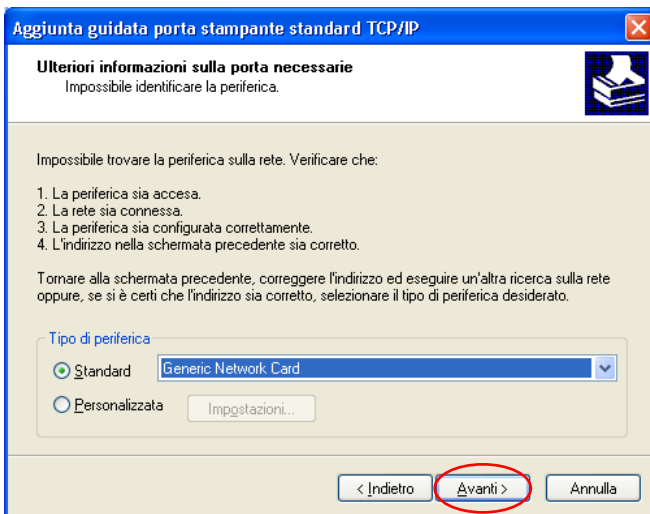 Aggiunta guidata porta stampante standard TCP/IP
Ulteriori informazioni sulla porta necessarie
Impossibile identificare la periferica.
Impossibile trovare la periferica sulla rete. Verificare che:
1. La periferica sia accesa.
2. La rete sia connessa.
3. La periferica sia configurata correttamente.
4. L'indirizzo nella schermata precedente sia corretto.
Tornare alla schermata precedente, correggere l'indirizzo ed eseguire un'altra ricerca sulla rete
oppure, se si è certi che l'indirizzo sia corretto, selezionare il tipo di periferica desiderato.
Tipo di periferica
Standard Generic Network Card
Personalizzata Impostazioni...
< Indietro Avanti > Annulla